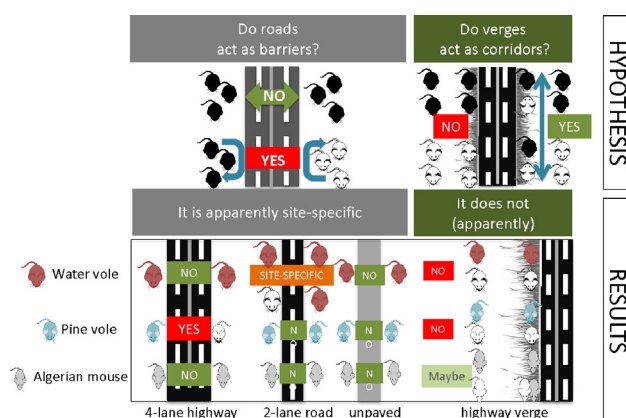 Do roads
act as barriers?
Do verges
act as corridors?
HYPOTHESIS
NO
YES
NO
YES
It is apparently site-specific
It does not
(apparently)
RESULTS
Water vole
NO
SITE-SPECIFIC
NO
NO
Pine vole
YES
N
O
N
O
NO
Algerian mouse
NO
N
O
N
O
Maybe
4-lane highway
2-lane road
unpaved
highway verge